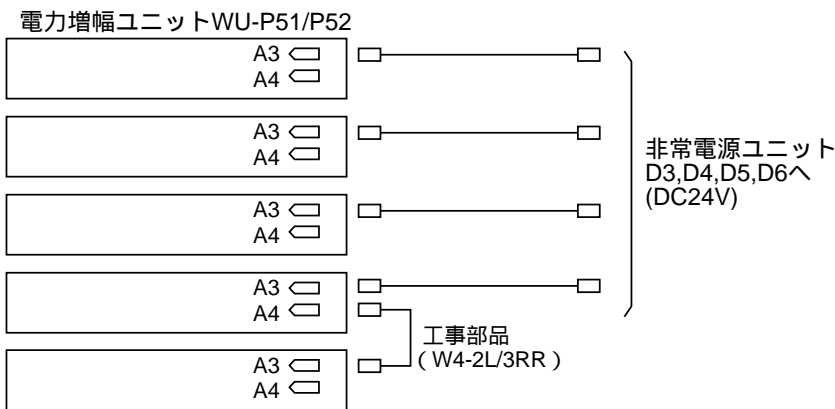 電力増幅ユニットWU-P51/P52
A3
A4
A3
A4
A3
A4
A3
A4
A3
A4
非常電源ユニット
D3,D4,D5,D6へ
(DC24V)
工事部品
（W4-2L/3RR）